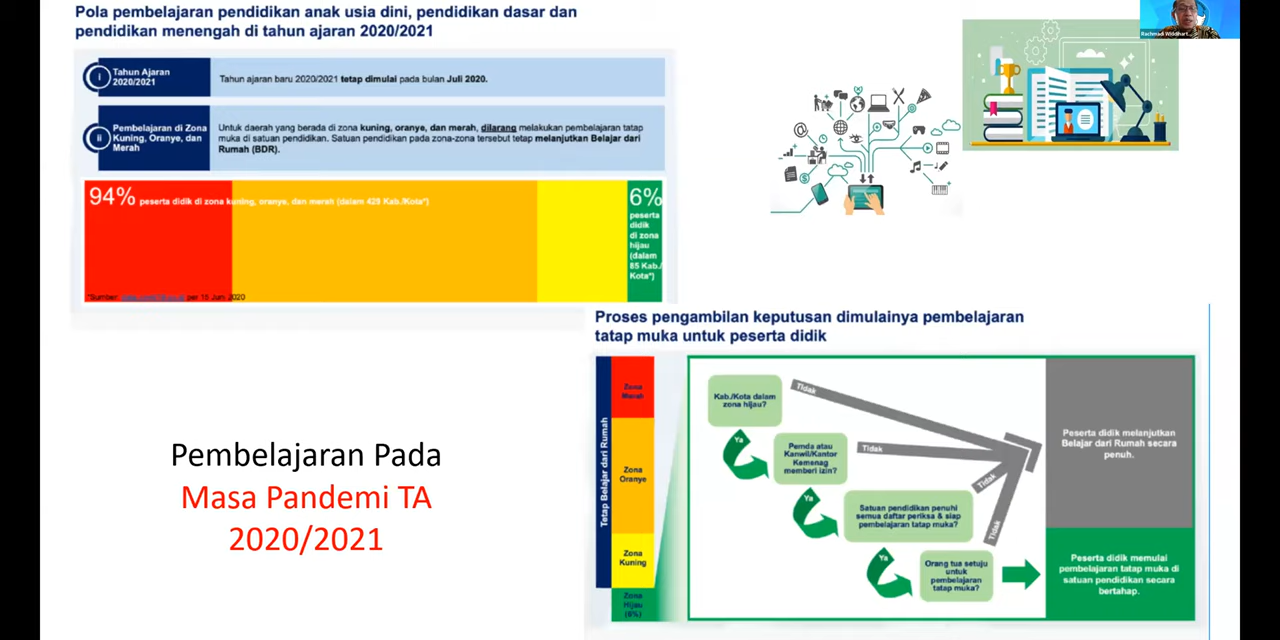 Pola pembelajaran pendidikan anak usia dini, pendidikan dasar dan
pendidikan menengah di tahun ajaran 2020/2021
i
Tahun Ajaran
2020/2021
Tahun ajaran baru 2020/2021 tetap dimulai pada bulan Juli 2020.
ii
Pembelajaran di Zona
Kuning, Oranye, dan
Merah
Untuk daerah yang berada di zona kuning, oranye, dan merah, dilarang melakukan pembelajaran tatap
muka di satuan pendidikan. Satuan pendidikan pada zona-zona tersebut tetap melanjutkan Belajar dari
Rumah (BDR).
94% peserta didik di zona kuning, oranye, dan merah (dalam 429 Kab./Kota*)
6%
peserta
didik
di zona
hijau
(dalam
85 Kab./
Kota*)
*Sumber: per 15 Juni 2020
Rachmadi Widdihart...
Pembelajaran Pada
Masa Pandemi TA
2020/2021
Proses pengambilan keputusan dimulainya pembelajaran
tatap muka untuk peserta didik
Tetap Belajar dari Rumah
Zona
Merah
Zona
Oranye
Zona
Kuning
Zona
Hijau
(6%)
Kab./Kota dalam
zona hijau?
Tidak
Ya
Pemda atau
Kanwil/Kantor
Kemenag
memberi izin?
Tidak
Ya
Satuan pendidikan penuhi
semua daftar periksa & siap
pembelajaran tatap muka?
Tidak
Ya
Orang tua setuju
untuk
pembelajaran
tatap muka?
Tidak
Peserta didik melanjutkan
Belajar dari Rumah secara
penuh.
Peserta didik memulai
pembelajaran tatap muka di
satuan pendidikan secara
bertahap.